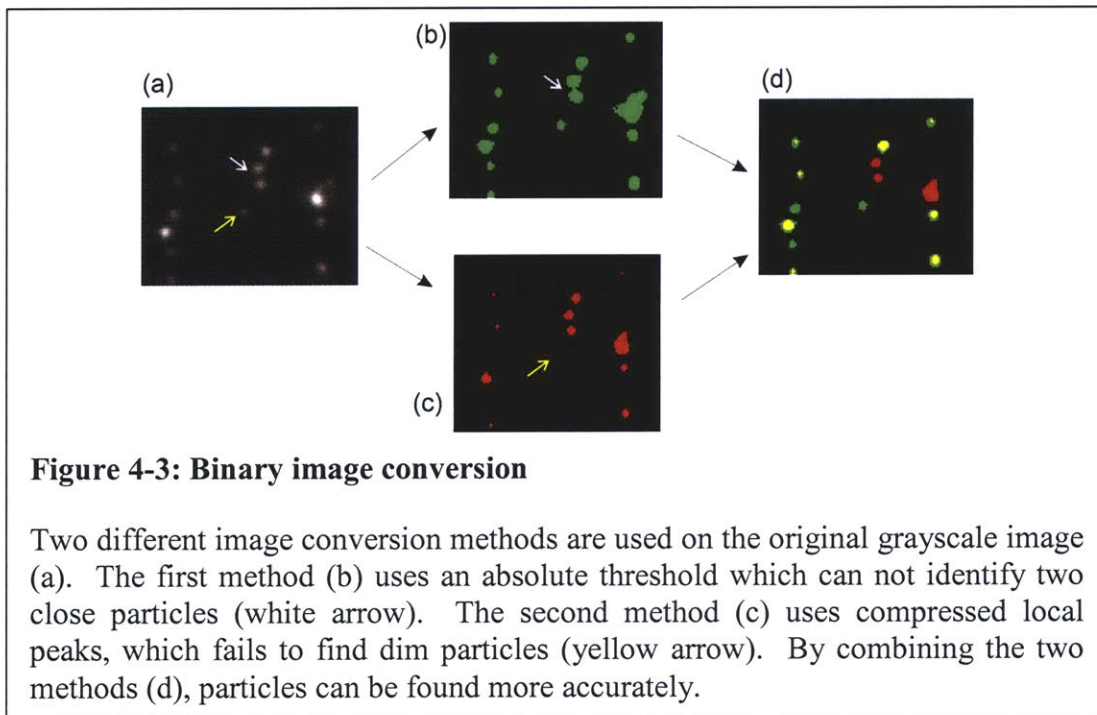 (a)
(b)
(c)
(d)
Figure 4-3: Binary image conversion
Two different image conversion methods are used on the original grayscale image
(a). The first method (b) uses an absolute threshold which can not identify two
close particles (white arrow). The second method (c) uses compressed local
peaks, which fails to find dim particles (yellow arrow). By combining the two
methods (d), particles can be found more accurately.